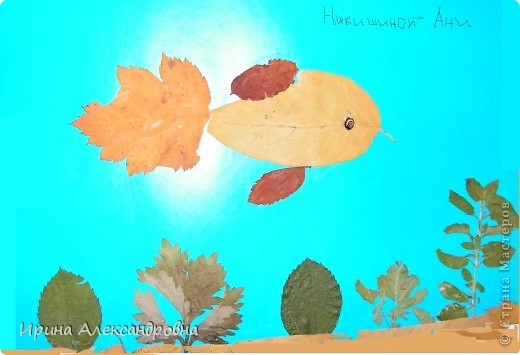 Никишиной Ани
Ирина Александровна
© Страна Мастеров